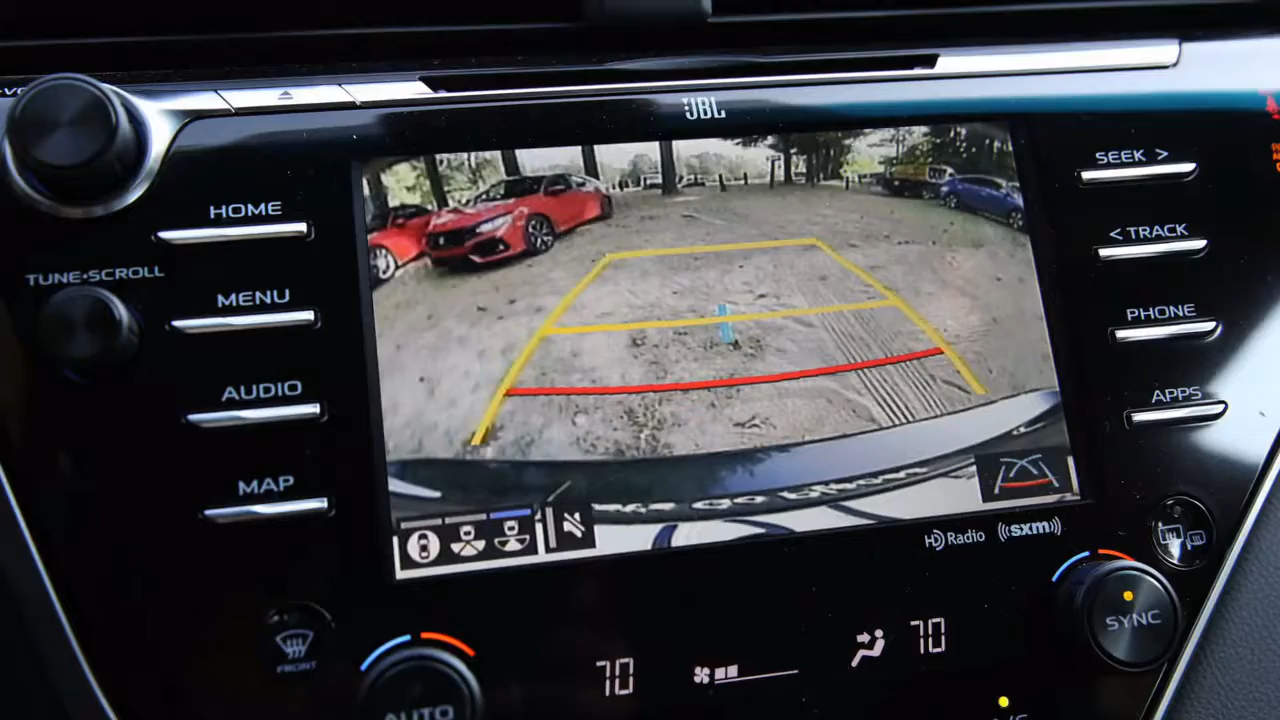 JBL
SEEK >
HOME
< TRACK
TUNE•SCROLL
MENU
PHONE
AUDIO
APPS
MAP
HD Radio
((sxm))
SYNC
FRONT
70
70
AUTO